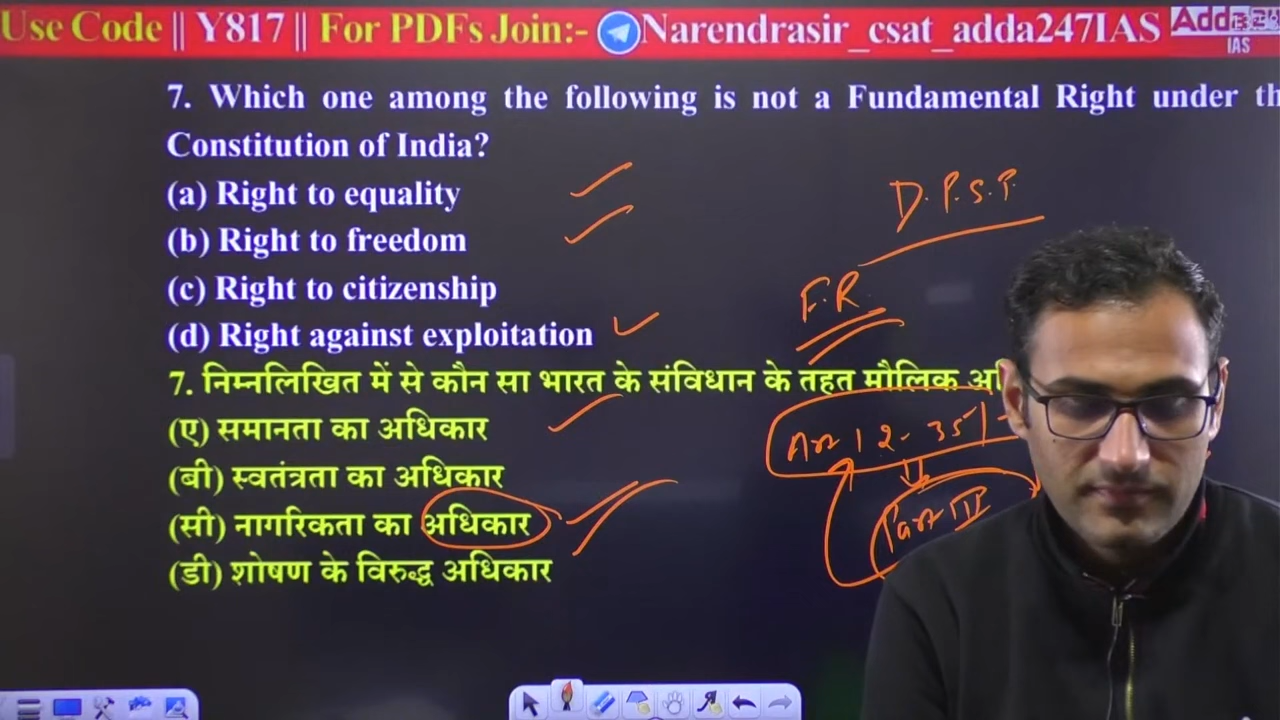 Use Code || Y817 || For PDFs Join:- Narendrasir_csat_adda247IAS
IAS
7. Which one among the following is not a Fundamental Right under th
Constitution of India?
(a) Right to equality
(b) Right to freedom
(c) Right to citizenship
(d) Right against exploitation
D.P.S.P.
F.R.
7. निम्नलिखित में से कौन सा भारत के संविधान के तहत मौलिक
(ए) समानता का अधिकार
(बी) स्वतंत्रता का अधिकार
(सी) नागरिकता का अधिकार
(डी) शोषण के विरुद्ध अधिकार
12-35
Part III